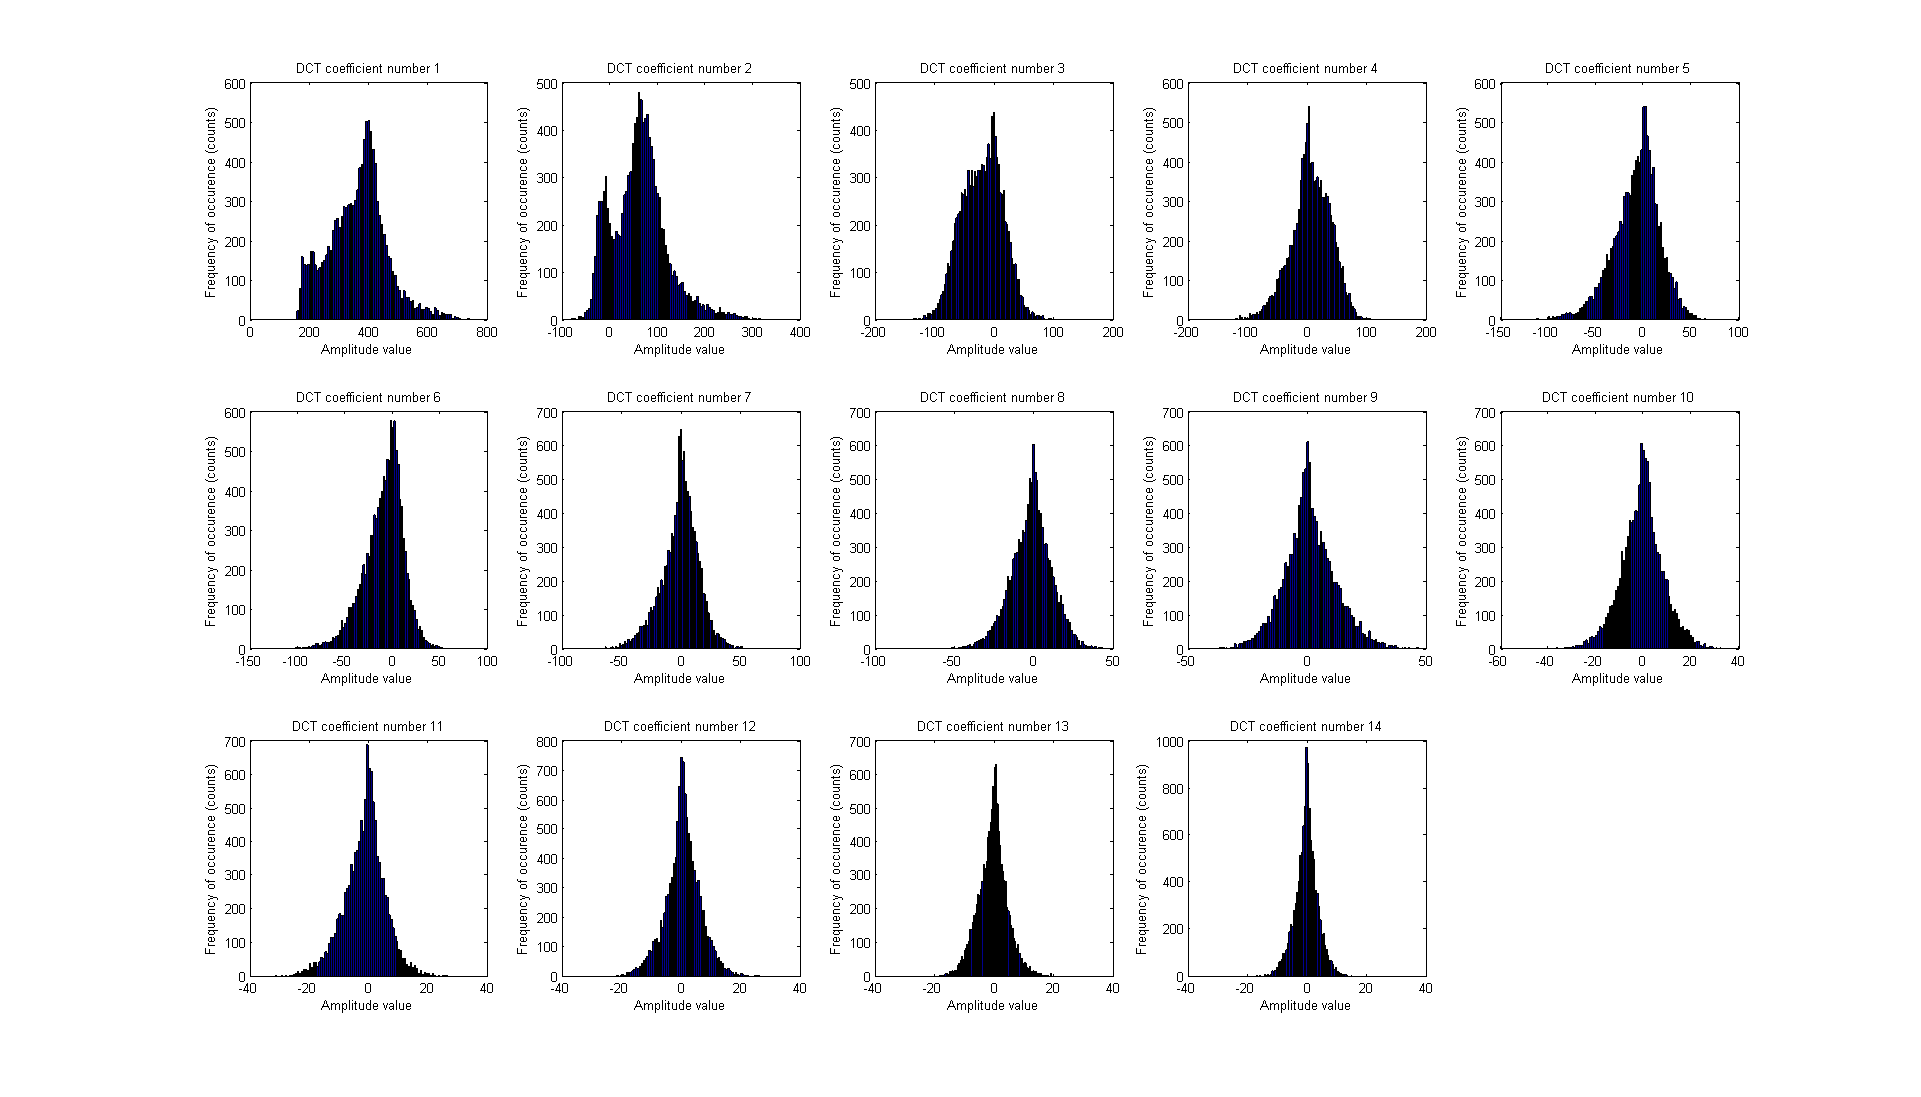 DCT coefficient number 1
600
500
400
300
200
100
0
0 200 400 600 800
Frequency of occurence (counts)
Amplitude value
DCT coefficient number 2
500
400
300
200
100
0
-100 0 100 200 300 400
Frequency of occurence (counts)
Amplitude value
DCT coefficient number 3
500
400
300
200
100
0
-200 -100 0 100 200
Frequency of occurence (counts)
Amplitude value
DCT coefficient number 4
600
500
400
300
200
100
0
-200 -100 0 100 200
Frequency of occurence (counts)
Amplitude value
DCT coefficient number 5
600
500
400
300
200
100
0
-150 -100 -50 0 50 100
Frequency of occurence (counts)
Amplitude value
DCT coefficient number 6
600
500
400
300
200
100
0
-150 -100 -50 0 50 100
Frequency of occurence (counts)
Amplitude value
DCT coefficient number 7
700
600
500
400
300
200
100
0
-100 -50 0 50 100
Frequency of occurence (counts)
Amplitude value
DCT coefficient number 8
700
600
500
400
300
200
100
0
-100 -50 0 50
Frequency of occurence (counts)
Amplitude value
DCT coefficient number 9
700
600
500
400
300
200
100
0
-50 0 50
Frequency of occurence (counts)
Amplitude value
DCT coefficient number 10
700
600
500
400
300
200
100
0
-60 -40 -20 0 20 40
Frequency of occurence (counts)
Amplitude value
DCT coefficient number 11
700
600
500
400
300
200
100
0
-40 -20 0 20 40
Frequency of occurence (counts)
Amplitude value
DCT coefficient number 12
800
700
600
500
400
300
200
100
0
-40 -20 0 20 40
Frequency of occurence (counts)
Amplitude value
DCT coefficient number 13
700
600
500
400
300
200
100
0
-40 -20 0 20 40
Frequency of occurence (counts)
Amplitude value
DCT coefficient number 14
1000
800
600
400
200
0
-40 -20 0 20 40
Frequency of occurence (counts)
Amplitude value